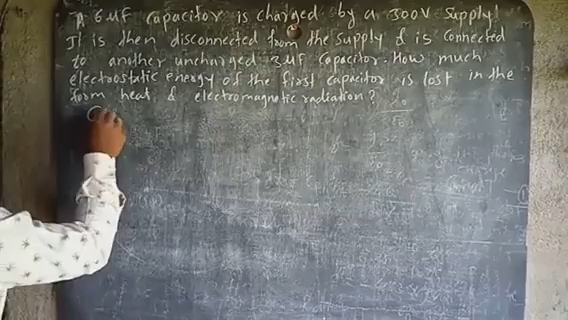 A 6μF capacitor is charged by a 300V supply!
It is then disconnected from the supply & is connected
to another uncharged 3μF capacitor. How much
electrostatic energy of the first capacitor is lost in the
form heat & electromagnetic radiation?
C